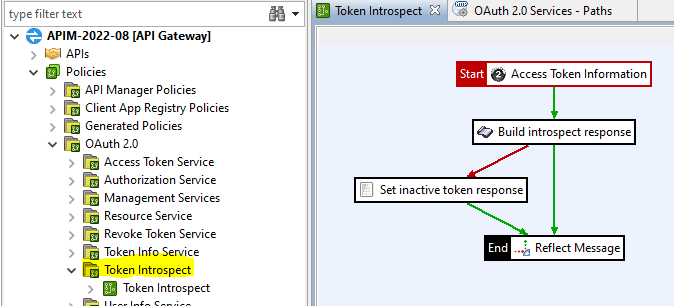 type filter text
APIM-2022-08 [API Gateway]
APIs
Policies
API Manager Policies
Client App Registry Policies
Generated Policies
OAuth 2.0
Access Token Service
Authorization Service
Management Services
Resource Service
Revoke Token Service
Token Info Service
Token Introspect
Token Introspect
User Info Service
Token Introspect
OAuth 2.0 Services - Paths
Start
2
Access Token Information
Build introspect response
Set inactive token response
End
Reflect Message